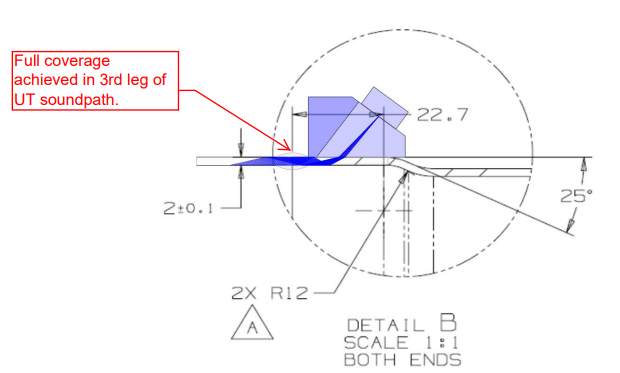 Full coverage
achieved in 3rd leg of
UT soundpath.
22.7
2±0.1
25°
2X R12
A
DETAIL B
SCALE 1:1
BOTH ENDS